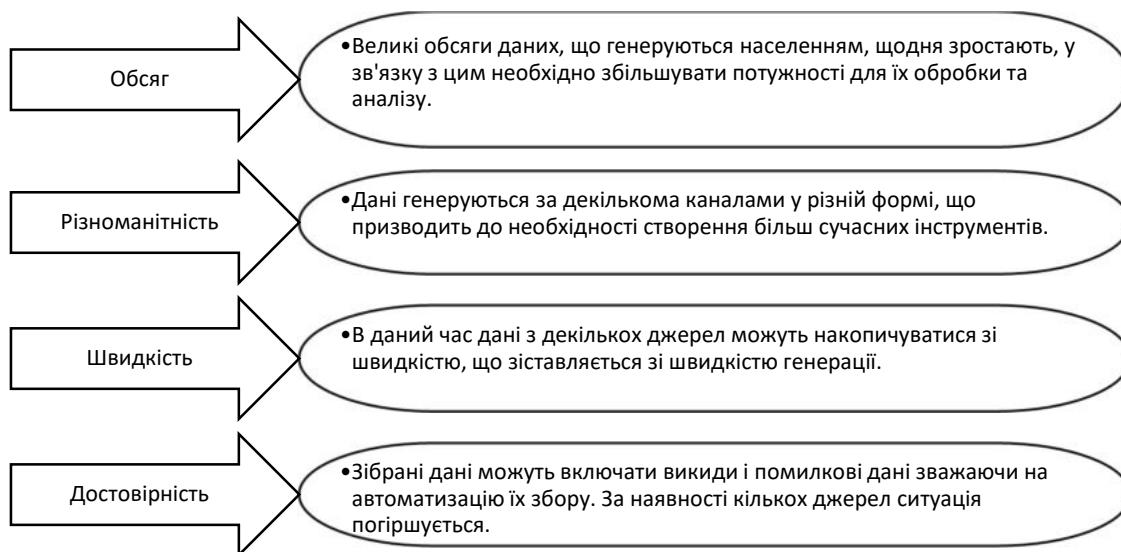 Обсяг
•Великі обсяги даних, що генеруються населенням, щодня зростають, у
зв'язку з цим необхідно збільшувати потужності для їх обробки та
аналізу.
Різноманітність
•Дані генеруються за декількома каналами у різній формі, що
призводить до необхідності створення більш сучасних інструментів.
Швидкість
•В даний час дані з декількох джерел можуть накопичуватися зі
швидкістю, що зіставляється зі швидкістю генерації.
Достовірність
•Зібрані дані можуть включати викиди і помилкові дані зважаючи на
автоматизацію їх збору. За наявності кількох джерел ситуація
погіршується.